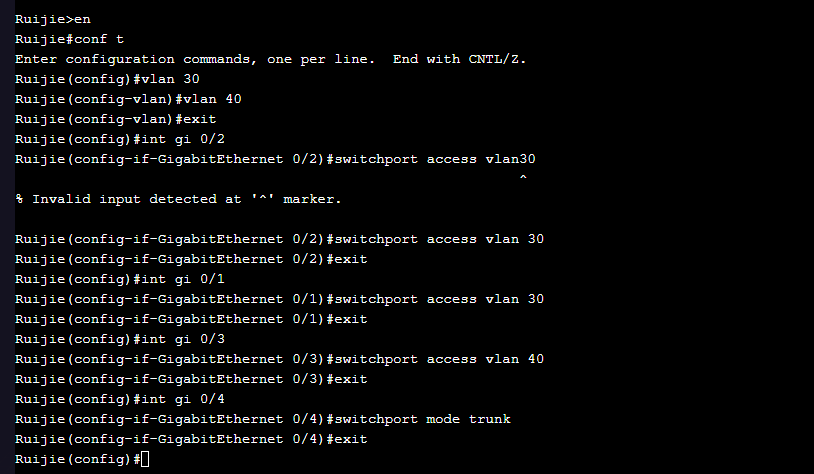 Ruijie>en
Ruijie#conf t
Enter configuration commands, one per line.  End with CNTL/Z.
Ruijie(config)#vlan 30
Ruijie(config-vlan)#vlan 40
Ruijie(config-vlan)#exit
Ruijie(config)#int gi 0/2
Ruijie(config-if-GigabitEthernet 0/2)#switchport access vlan30
^
% Invalid input detected at '^' marker.
Ruijie(config-if-GigabitEthernet 0/2)#switchport access vlan 30
Ruijie(config-if-GigabitEthernet 0/2)#exit
Ruijie(config)#int gi 0/1
Ruijie(config-if-GigabitEthernet 0/1)#switchport access vlan 30
Ruijie(config-if-GigabitEthernet 0/1)#exit
Ruijie(config)#int gi 0/3
Ruijie(config-if-GigabitEthernet 0/3)#switchport access vlan 40
Ruijie(config-if-GigabitEthernet 0/3)#exit
Ruijie(config)#int gi 0/4
Ruijie(config-if-GigabitEthernet 0/4)#switchport mode trunk
Ruijie(config-if-GigabitEthernet 0/4)#exit
Ruijie(config)#